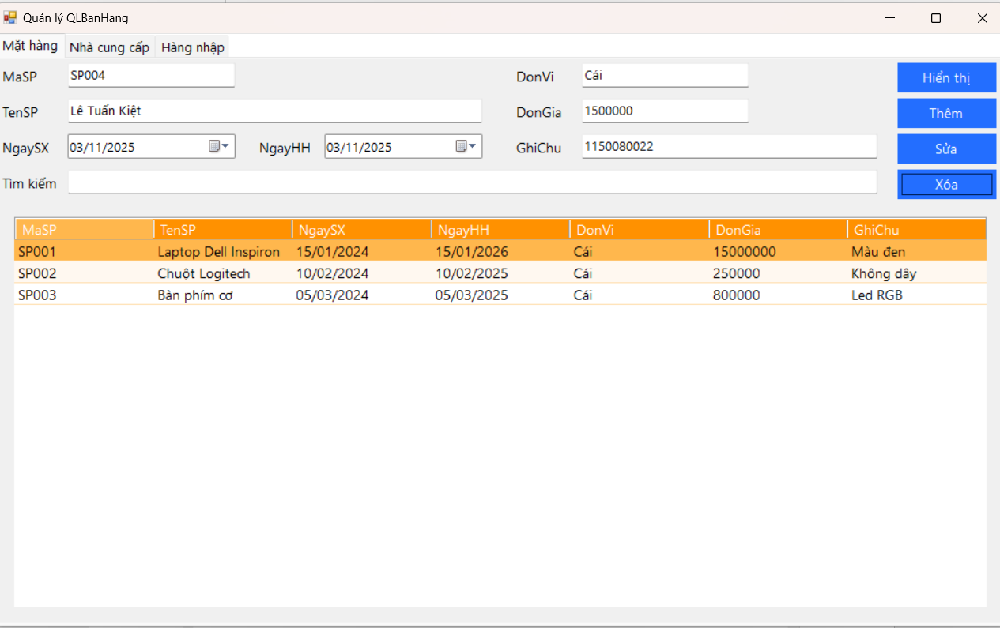 Quản lý QLBanHang
Mặt hàng Nhà cung cấp Hàng nhập
MaSP SP004 DonVi Cái Hiển thị
TenSP Lê Tuấn Kiệt DonGia 1500000 Thêm
NgaySX 03/11/2025 NgayHH 03/11/2025 GhiChu 1150080022 Sửa
Tìm kiếm Xóa
MaSP TenSP NgaySX NgayHH DonVi DonGia GhiChu
SP001 Laptop Dell Inspiron 15/01/2024 15/01/2026 Cái 15000000 Màu đen
SP002 Chuột Logitech 10/02/2024 10/02/2025 Cái 250000 Không dây
SP003 Bàn phím cơ 05/03/2024 05/03/2025 Cái 800000 Led RGB